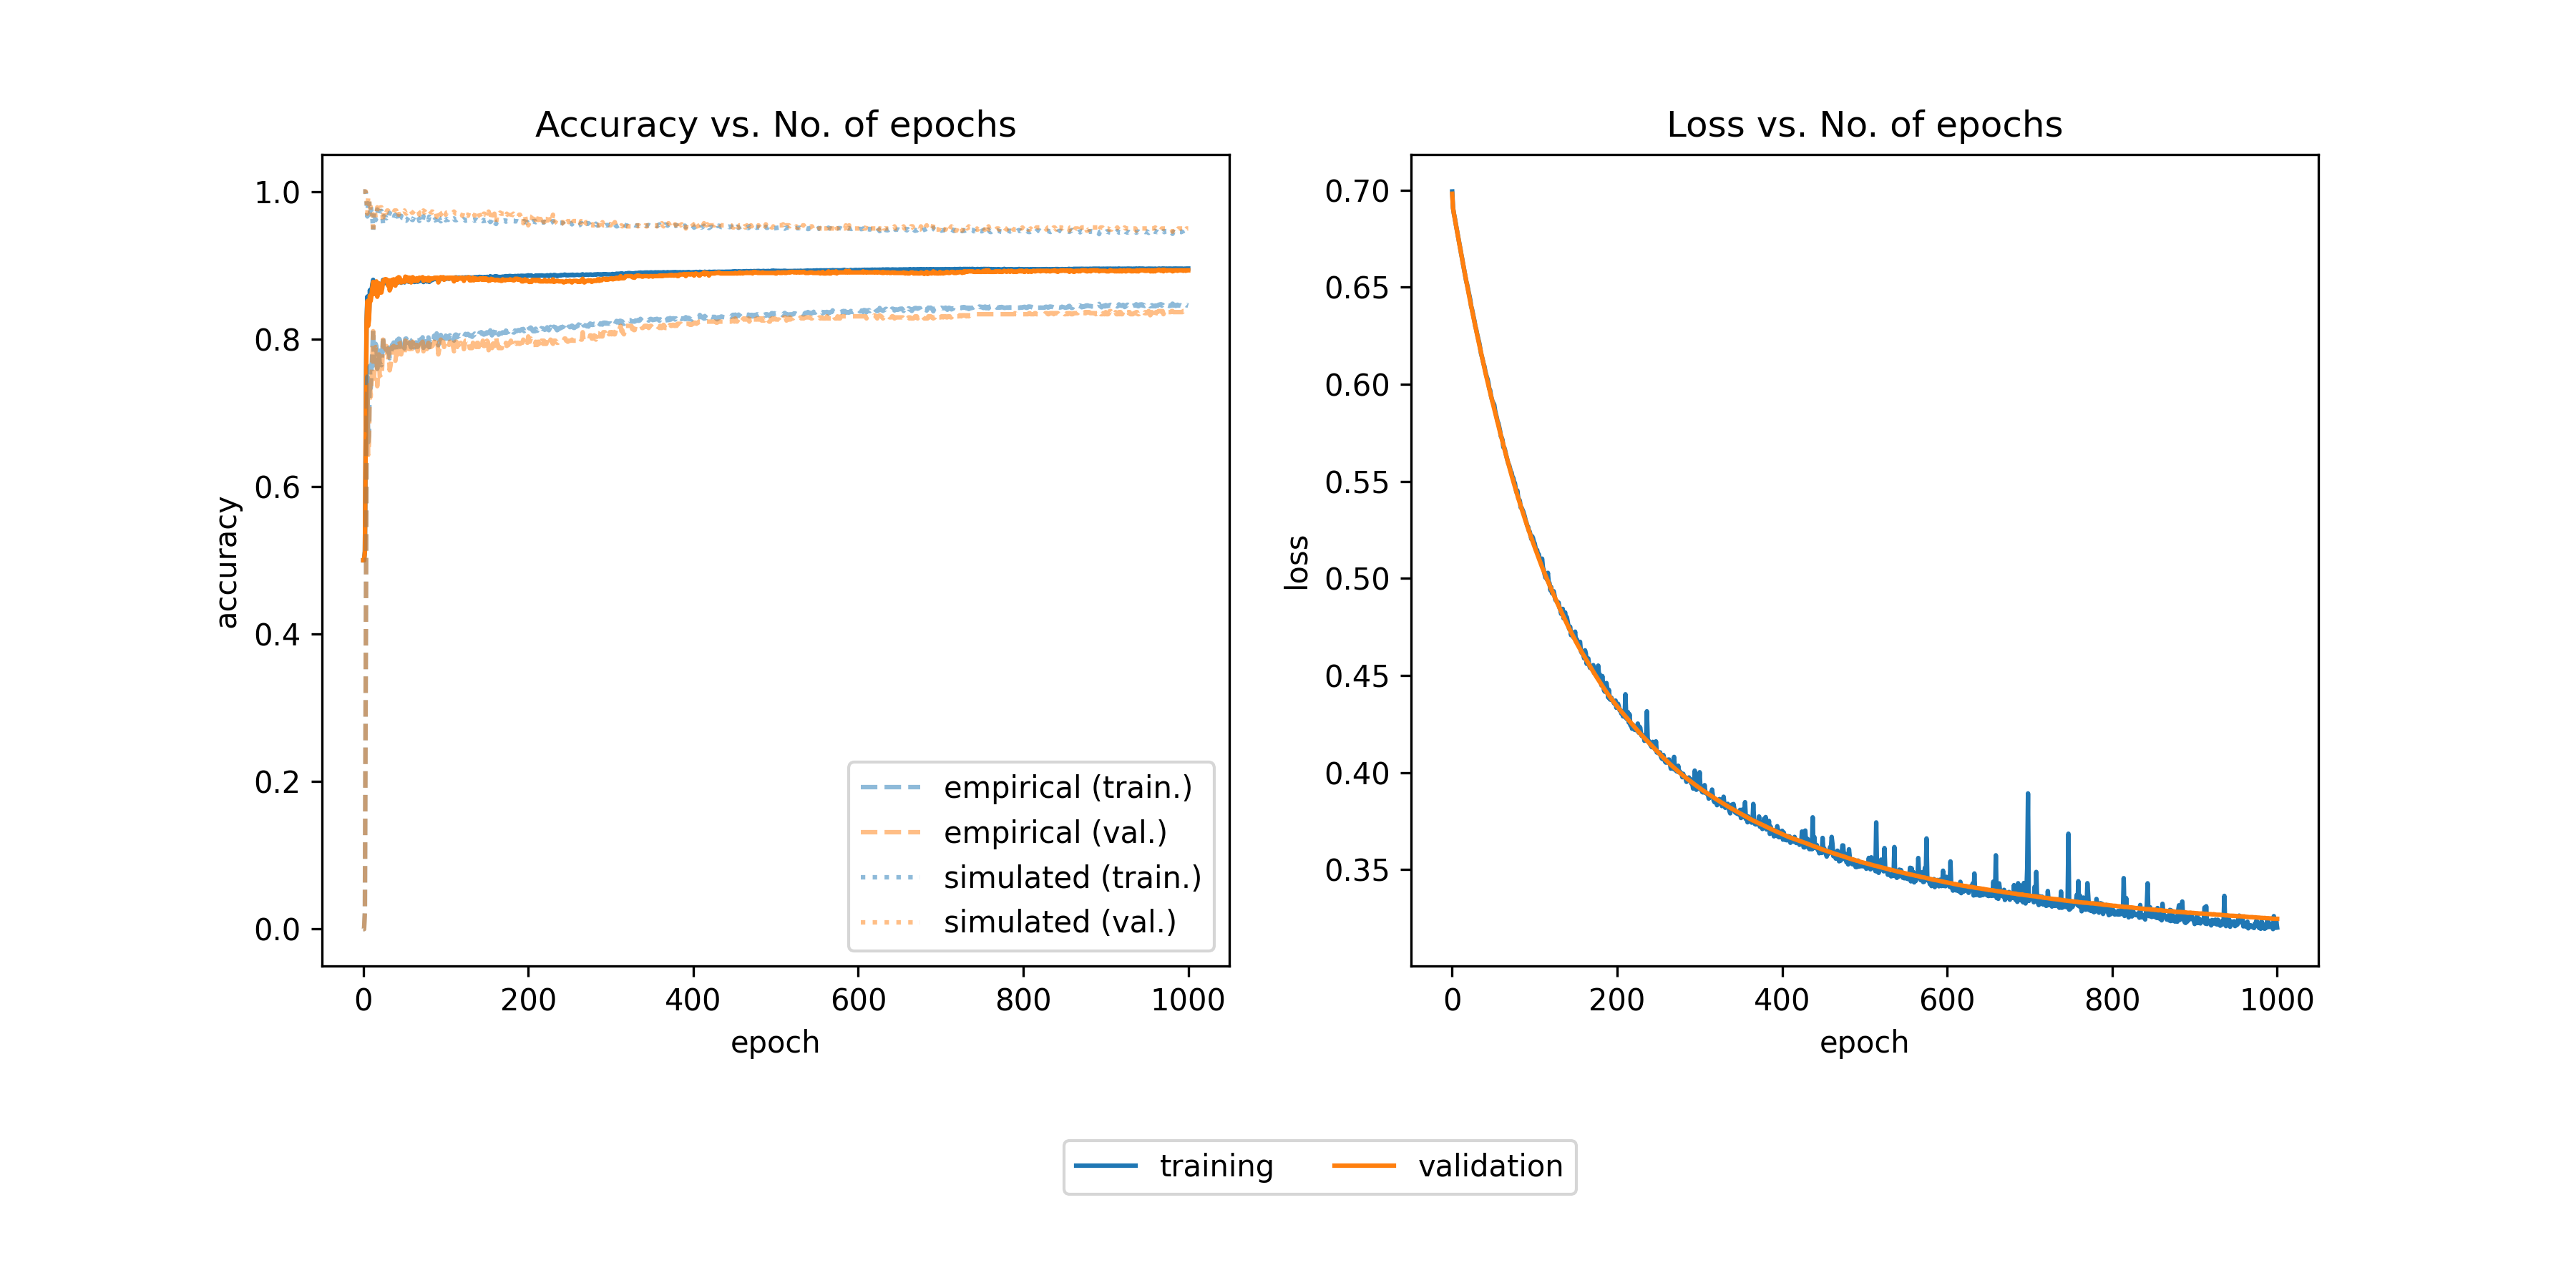 Accuracy vs. No. of epochs
1.0
0.8
0.6
0.4
0.2
0.0
accuracy
0 200 400 600 800 1000
epoch
empirical (train.)
empirical (val.)
simulated (train.)
simulated (val.)
Loss vs. No. of epochs
0.70
0.65
0.60
0.55
0.50
0.45
0.40
0.35
loss
0 200 400 600 800 1000
epoch
training validation